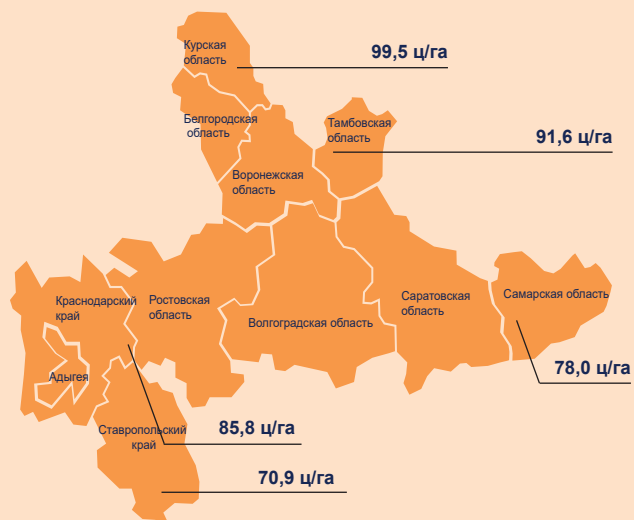 Курская
область
99,5 ц/га
Белгородская
область
Тамбовская
область
91,6 ц/га
Воронежская
область
Краснодарский
край
Ростовская
область
Волгоградская область
Саратовская
область
Самарская область
78,0 ц/га
Адыгея
85,8 ц/га
Ставропольский
край
70,9 ц/га